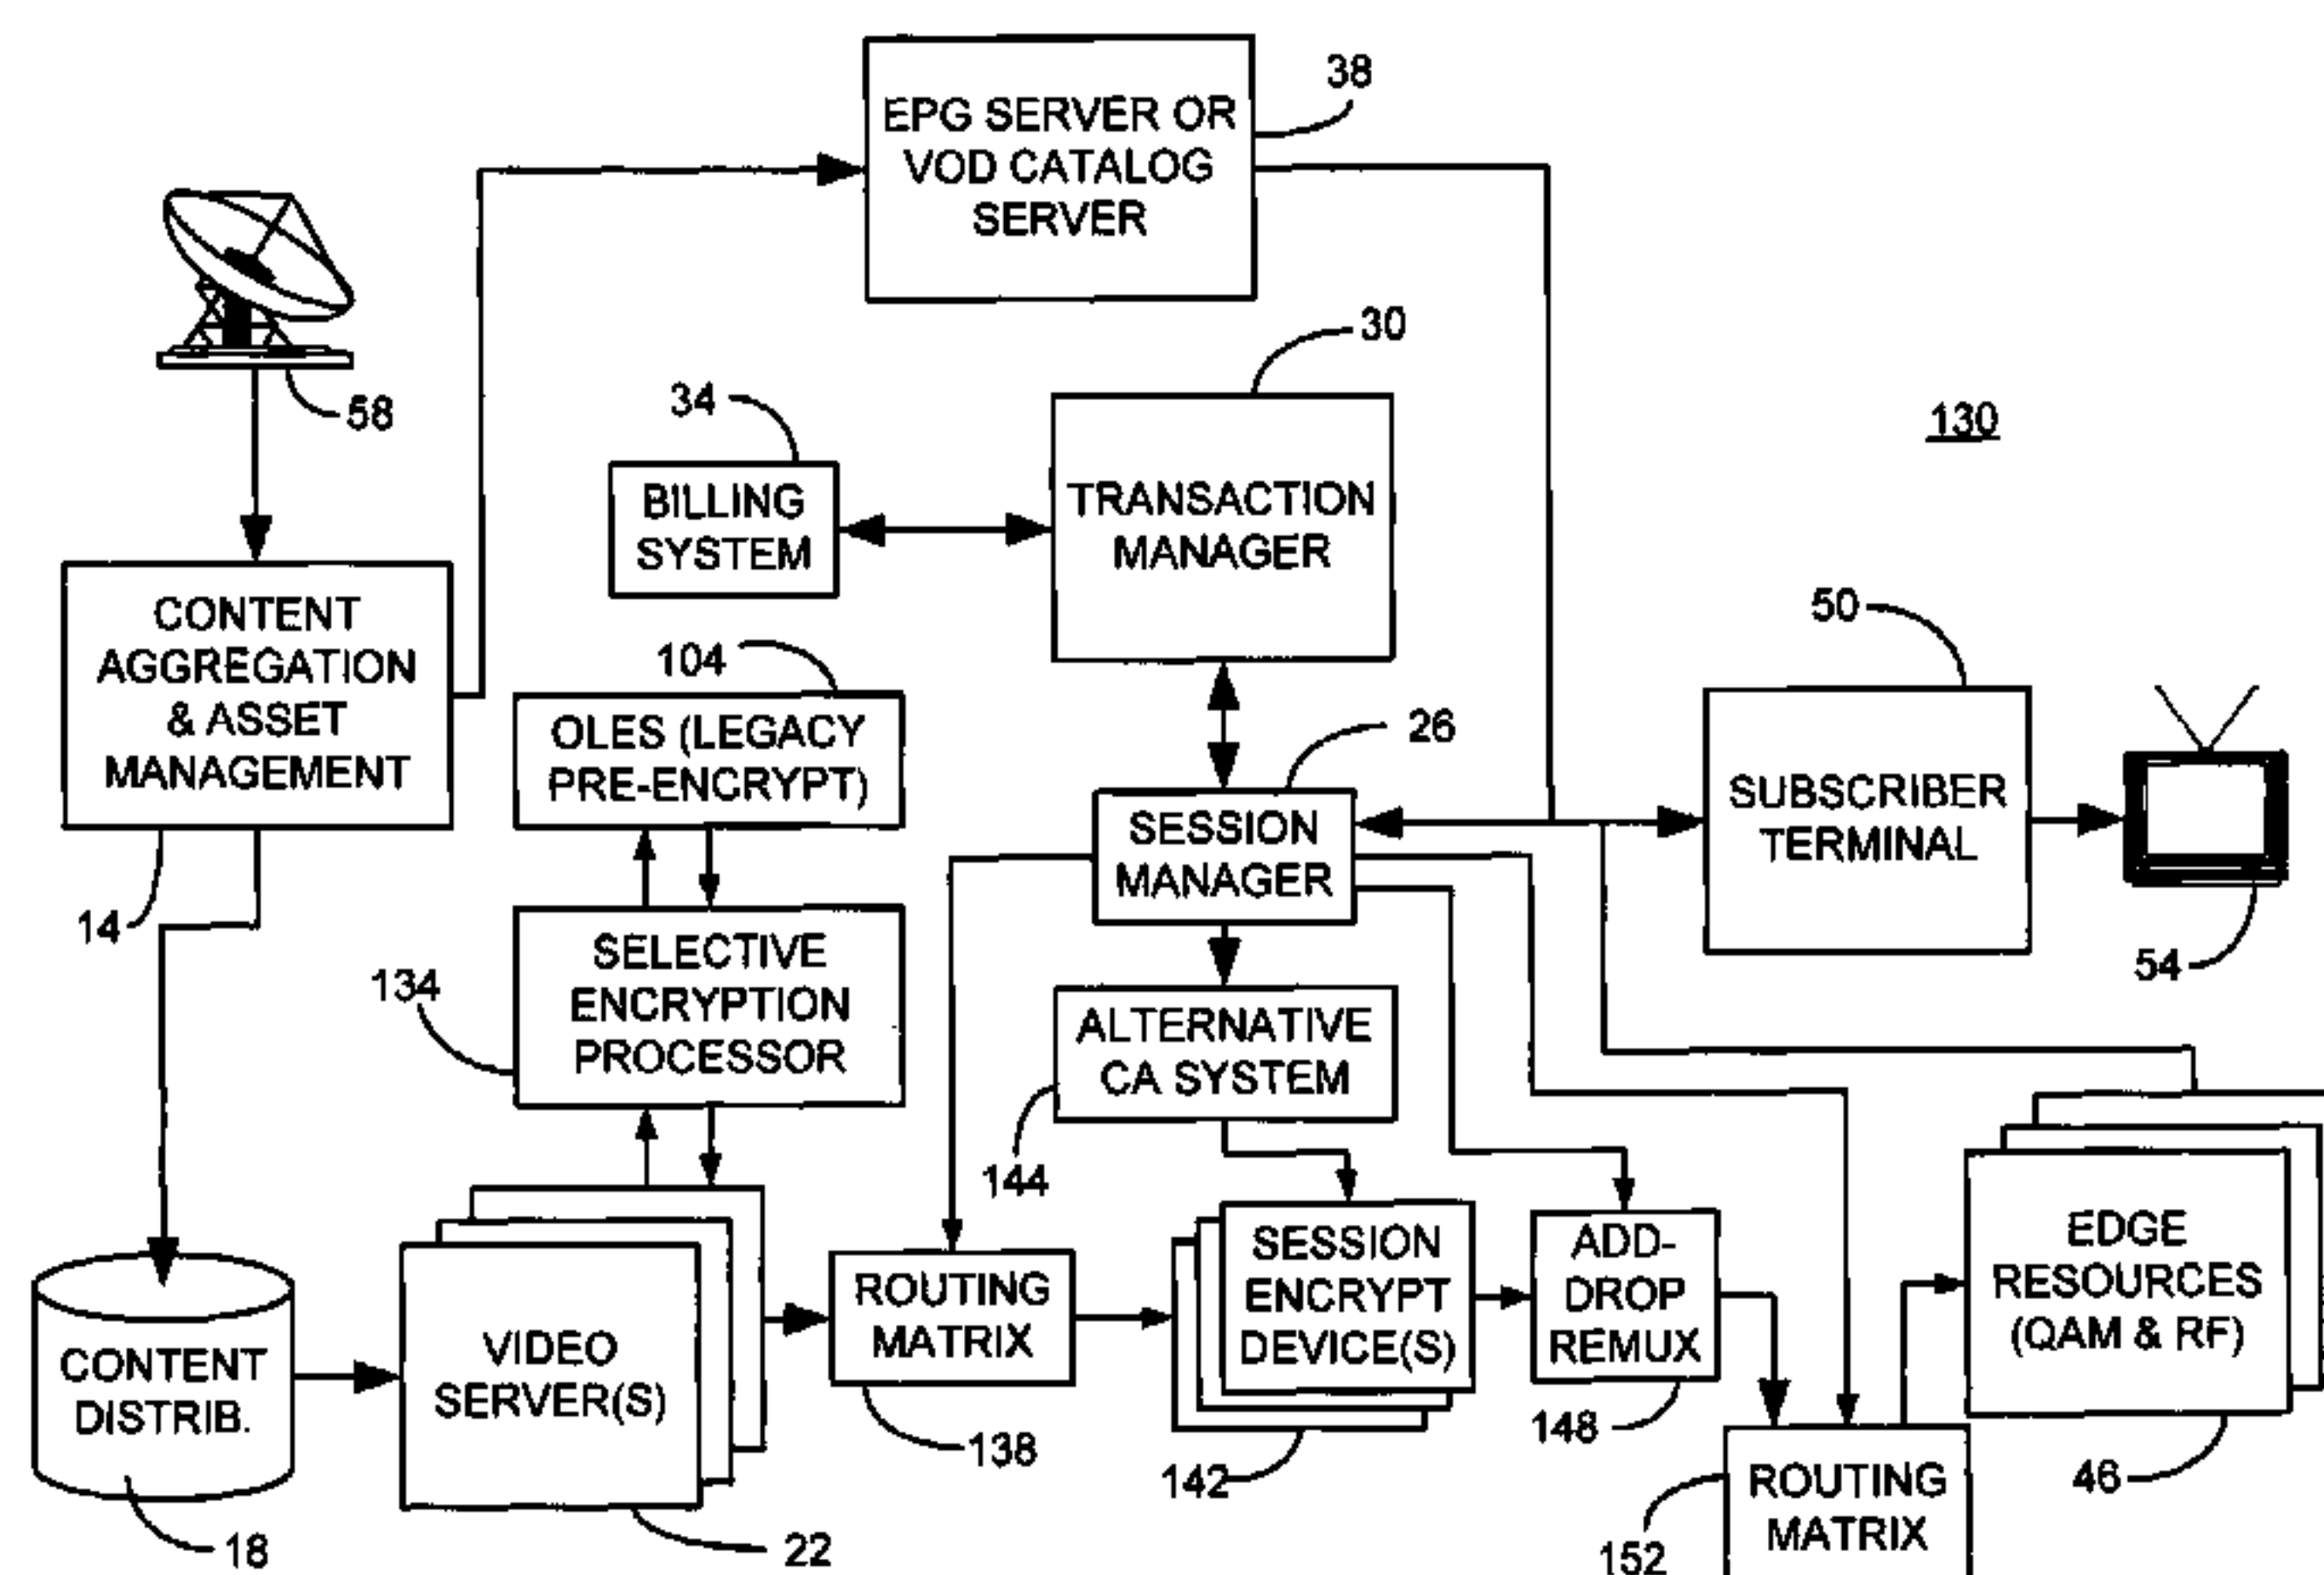 38
EPG SERVER OR
VOD CATALOG
SERVER
30
34
58
130
BILLING
SYSTEM
TRANSACTION
MANAGER
CONTENT
AGGREGATION
& ASSET
MANAGEMENT
50
104
OLES (LEGACY
PRE-ENCRYPT)
26
SUBSCRIBER
TERMINAL
SESSION
MANAGER
14
54
134
SELECTIVE
ENCRYPTION
PROCESSOR
ALTERNATIVE
CA SYSTEM
144
CONTENT
DISTRIB.
VIDEO
SERVER(S)
ROUTING
MATRIX
SESSION
ENCRYPT
DEVICE(S)
ADD-
DROP
REMUX
EDGE
RESOURCES
(QAM & RF)
138
142
148
46
ROUTING
MATRIX
18
22
152